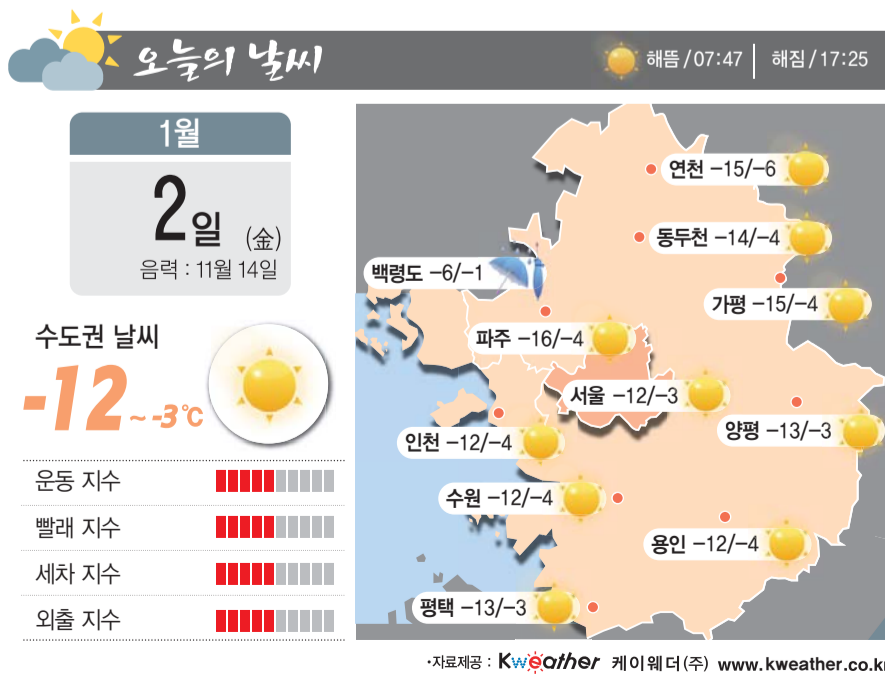 오늘의 날씨
해뜸 / 07:47 해짐 / 17:25
1월
2일 (金)
음력 : 11월 14일
수도권 날씨
-12 ~ -3℃
운동 지수
빨래 지수
세차 지수
외출 지수
연천 -15/-6
동두천 -14/-4
백령도 -6/-1
가평 -15/-4
파주 -16/-4
서울 -12/-3
양평 -13/-3
인천 -12/-4
수원 -12/-4
용인 -12/-4
평택 -13/-3
·자료제공 : Kweather 케이웨더(주) www.kweather.co.kr